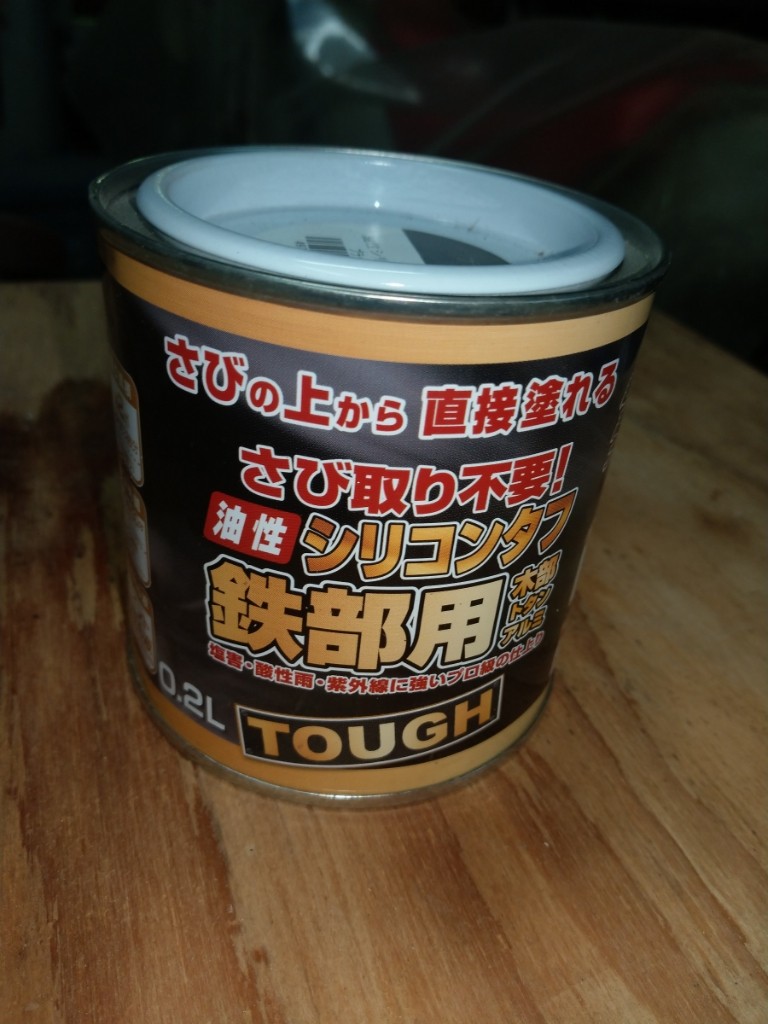 さびの上から 直接塗れる
さび取り不要!
油性 シリコンタフ
鉄部用
木部
トタン
アルミ
塩害・酸性雨・紫外線に強いプロ級の仕上り
0.2L
TOUGH